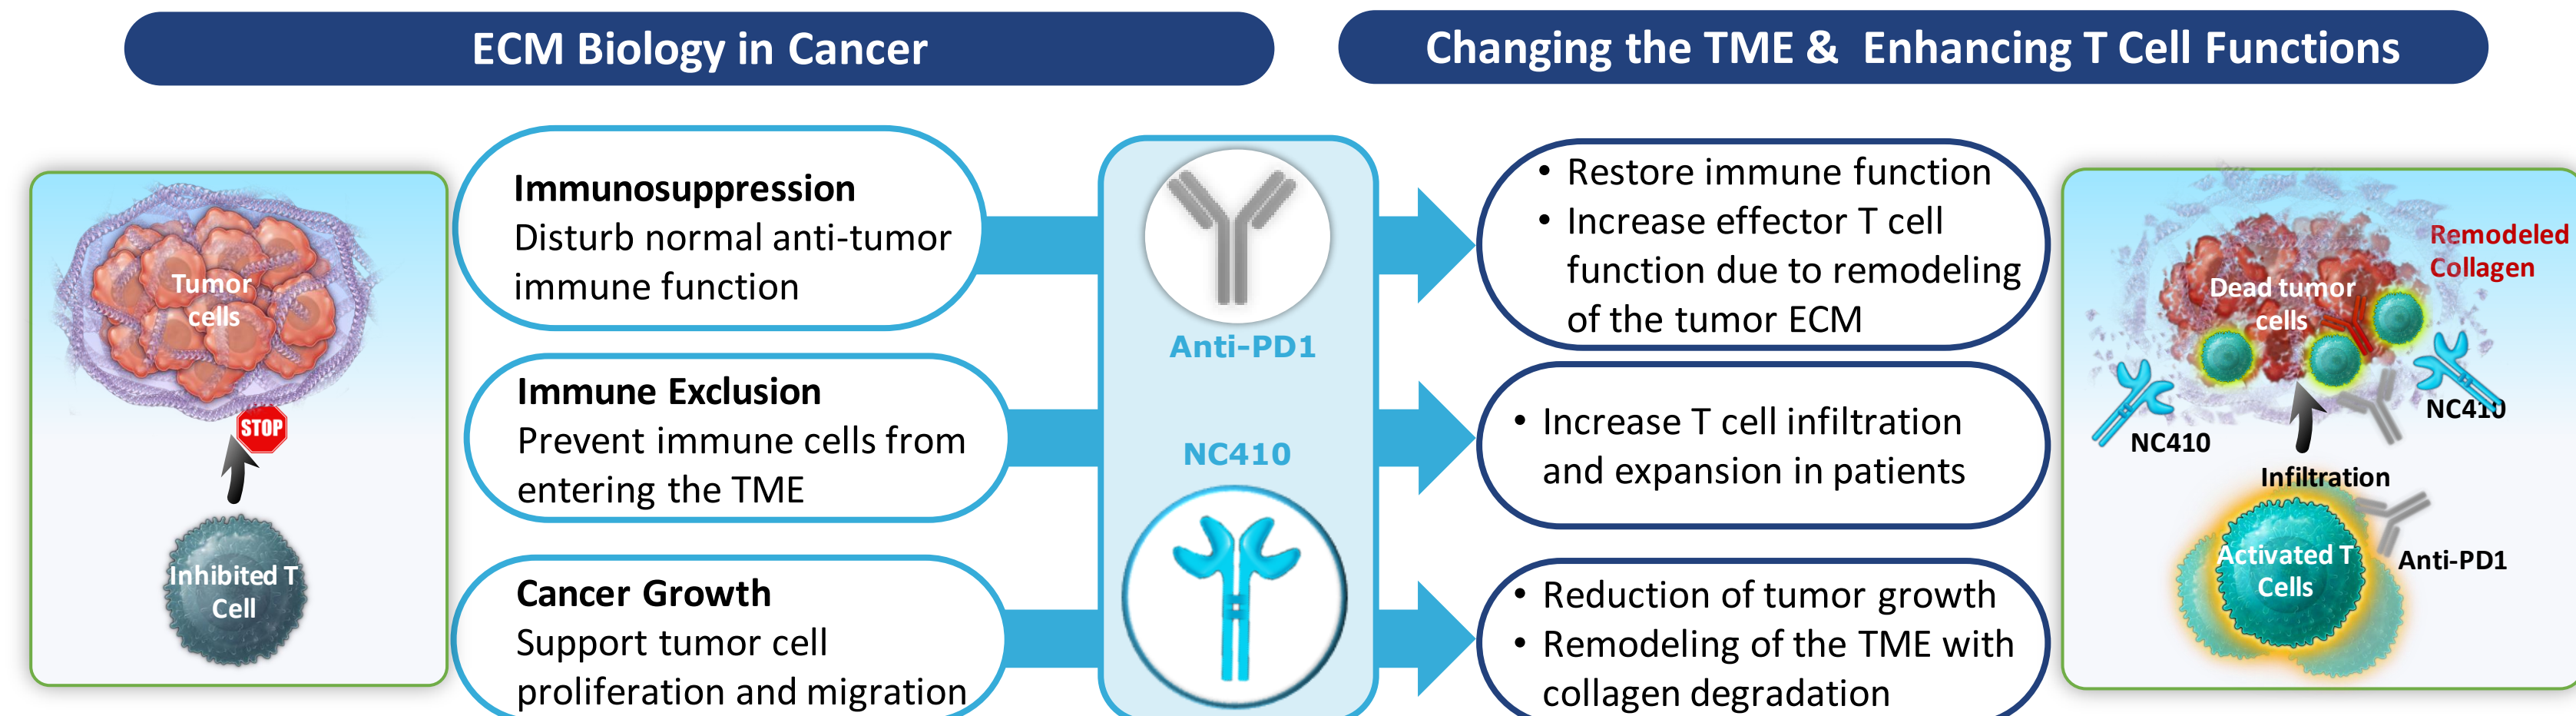 ECM Biology in Cancer
Changing the TME & Enhancing T Cell Functions
Tumor
cells
STOP
Inhibited T
Cell
Immunosuppression
Disturb normal anti-tumor
immune function
Immune Exclusion
Prevent immune cells from
entering the TME
Cancer Growth
Support tumor cell
proliferation and migration
Anti-PD1
NC410
• Restore immune function
• Increase effector T cell
function due to remodeling
of the tumor ECM
• Increase T cell infiltration
and expansion in patients
• Reduction of tumor growth
• Remodeling of the TME with
collagen degradation
Remodeled
Collagen
Dead tumor
cells
NC410
NC410
Infiltration
Activated T
Cells
Anti-PD1